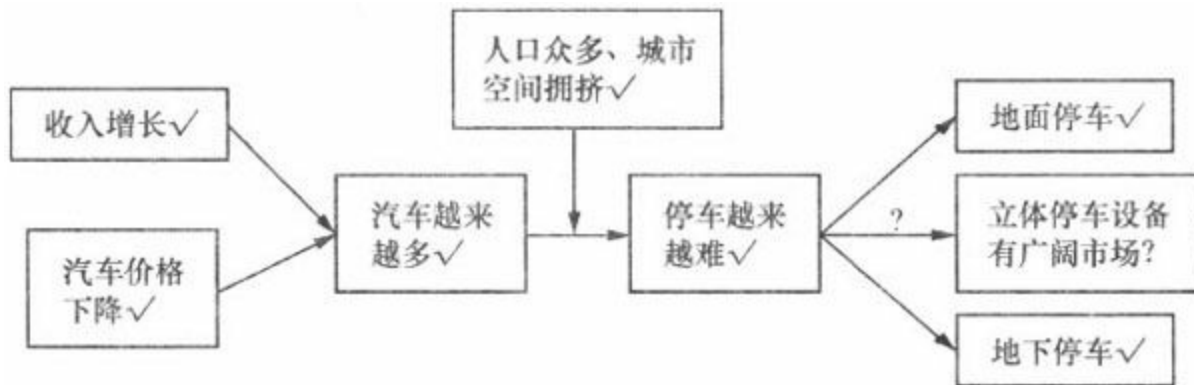 人口众多、城市
空间拥挤✓
收入增长✓
地面停车✓
汽车越来
越多✓
停车越来
越难✓
?
立体停车设备
有广阔市场?
汽车价格
下降✓
地下停车✓